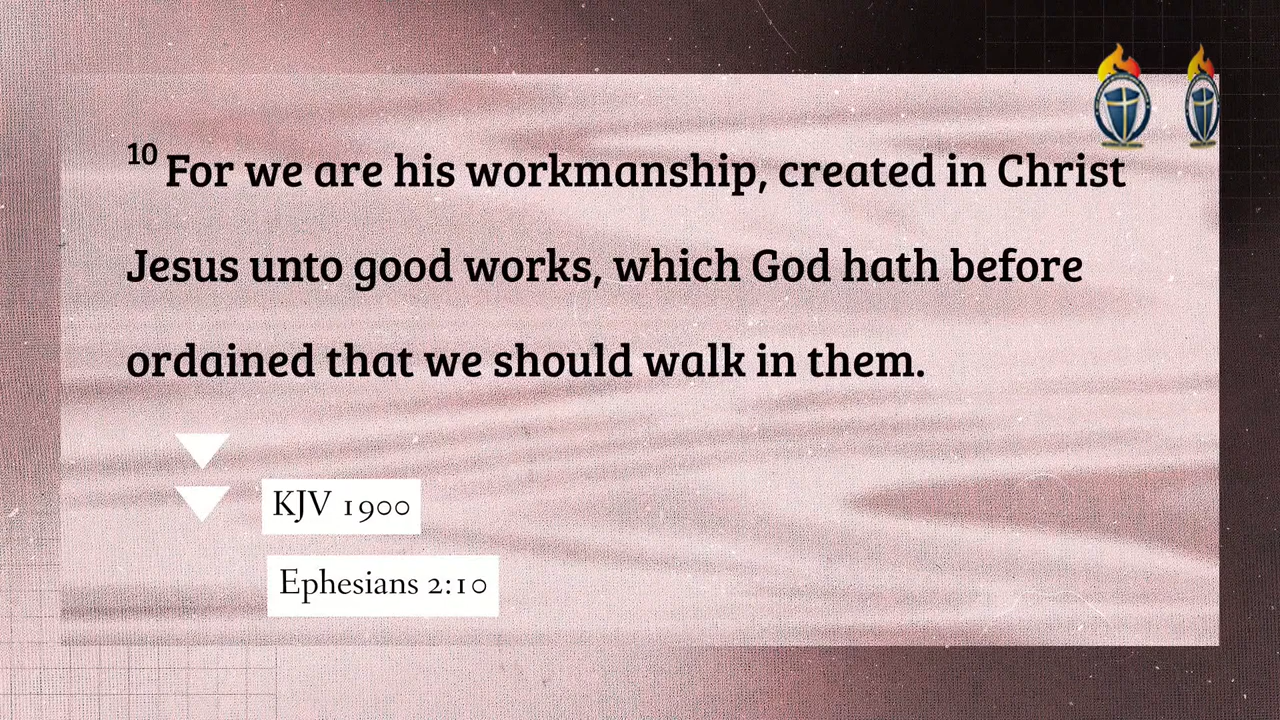 10 For we are his workmanship, created in Christ
Jesus unto good works, which God hath before
ordained that we should walk in them.
KJV 1900
Ephesians 2:10